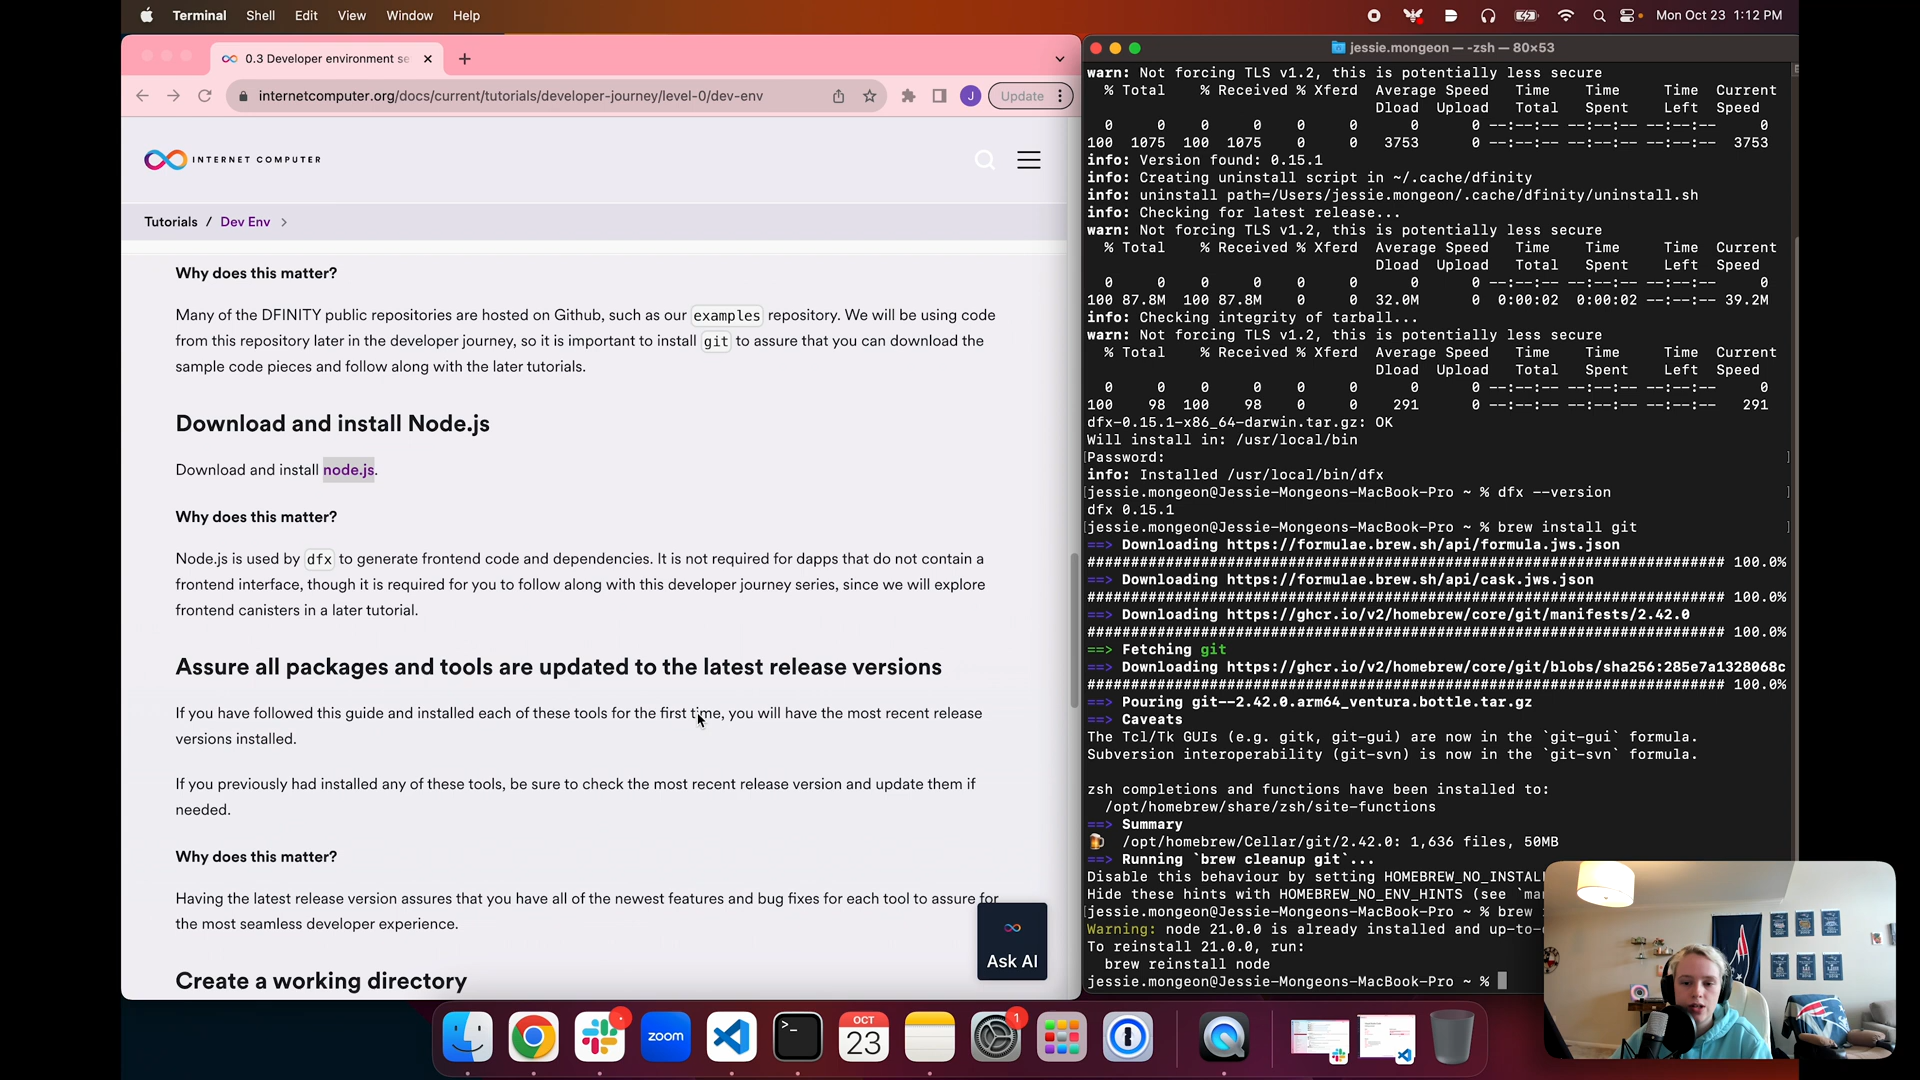 Terminal Shell Edit View Window Help
Mon Oct 23 1:12 PM
0.3 Developer environment se
internetcomputer.org/docs/current/tutorials/developer-journey/level-0/dev-env
J
Update
INTERNET COMPUTER
Tutorials / Dev Env >
Why does this matter?
Many of the DFINITY public repositories are hosted on Github, such as our examples repository. We will be using code
from this repository later in the developer journey, so it is important to install git to assure that you can download the
sample code pieces and follow along with the later tutorials.
Download and install Node.js
Download and install node.js.
Why does this matter?
Node.js is used by dfx to generate frontend code and dependencies. It is not required for dapps that do not contain a
frontend interface, though it is required for you to follow along with this developer journey series, since we will explore
frontend canisters in a later tutorial.
Assure all packages and tools are updated to the latest release versions
If you have followed this guide and installed each of these tools for the first time, you will have the most recent release
versions installed.
If you previously had installed any of these tools, be sure to check the most recent release version and update them if
needed.
Why does this matter?
Having the latest release version assures that you have all of the newest features and bug fixes for each tool to assure for
the most seamless developer experience.
Create a working directory
Ask AI
jessie.mongeon — -zsh — 80×53
warn: Not forcing TLS v1.2, this is potentially less secure
% Total % Received % Xferd Average Speed Time Time Time Current
Dload Upload Total Spent Left Speed
0 0 0 0 0 0 0 0 --:--:-- --:--:-- --:--:-- 0
100 1075 100 1075 0 0 3753 0 --:--:-- --:--:-- --:--:-- 3753
info: Version found: 0.15.1
info: Creating uninstall script in ~/.cache/dfinity
info: uninstall path=/Users/jessie.mongeon/.cache/dfinity/uninstall.sh
info: Checking for latest release...
warn: Not forcing TLS v1.2, this is potentially less secure
% Total % Received % Xferd Average Speed Time Time Time Current
Dload Upload Total Spent Left Speed
0 0 0 0 0 0 0 0 --:--:-- --:--:-- --:--:-- 0
100 87.8M 100 87.8M 0 0 32.0M 0 0:00:02 0:00:02 --:--:-- 39.2M
info: Checking integrity of tarball...
warn: Not forcing TLS v1.2, this is potentially less secure
% Total % Received % Xferd Average Speed Time Time Time Current
Dload Upload Total Spent Left Speed
0 0 0 0 0 0 0 0 --:--:-- --:--:-- --:--:-- 0
100 98 100 98 0 0 291 0 --:--:-- --:--:-- --:--:-- 291
dfx-0.15.1-x86_64-darwin.tar.gz: OK
Will install in: /usr/local/bin
[Password: ]
info: Installed /usr/local/bin/dfx
[jessie.mongeon@Jessie-Mongeons-MacBook-Pro ~ % dfx --version ]
dfx 0.15.1
[jessie.mongeon@Jessie-Mongeons-MacBook-Pro ~ % brew install git ]
==> Downloading https://formulae.brew.sh/api/formula.jws.json
######################################################################## 100.0%
==> Downloading https://formulae.brew.sh/api/cask.jws.json
######################################################################## 100.0%
==> Downloading https://ghcr.io/v2/homebrew/core/git/manifests/2.42.0
######################################################################## 100.0%
==> Fetching git
==> Downloading https://ghcr.io/v2/homebrew/core/git/blobs/sha256:285e7a1328068c
######################################################################## 100.0%
==> Pouring git--2.42.0.arm64_ventura.bottle.tar.gz
==> Caveats
The Tcl/Tk GUIs (e.g. gitk, git-gui) are now in the `git-gui` formula.
Subversion interoperability (git-svn) is now in the `git-svn` formula.
zsh completions and functions have been installed to:
/opt/homebrew/share/zsh/site-functions
==> Summary
🍺 /opt/homebrew/Cellar/git/2.42.0: 1,636 files, 50MB
==> Running `brew cleanup git`...
Disable this behaviour by setting HOMEBREW_NO_INSTAL
Hide these hints with HOMEBREW_NO_ENV_HINTS (see `ma
[jessie.mongeon@Jessie-Mongeons-MacBook-Pro ~ % brew
Warning: node 21.0.0 is already installed and up-to-
To reinstall 21.0.0, run:
brew reinstall node
jessie.mongeon@Jessie-Mongeons-MacBook-Pro ~ %
zoom
OCT
23
1